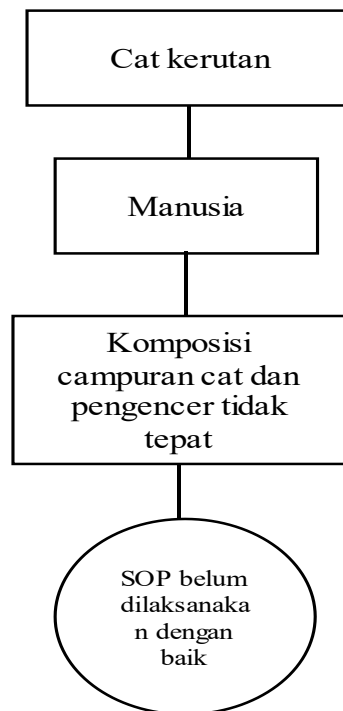 Cat kerutan
Manusia
Komposisi
campuran cat dan
pengencer tidak
tepat
SOP belum
dilaksanaka
n dengan
baik